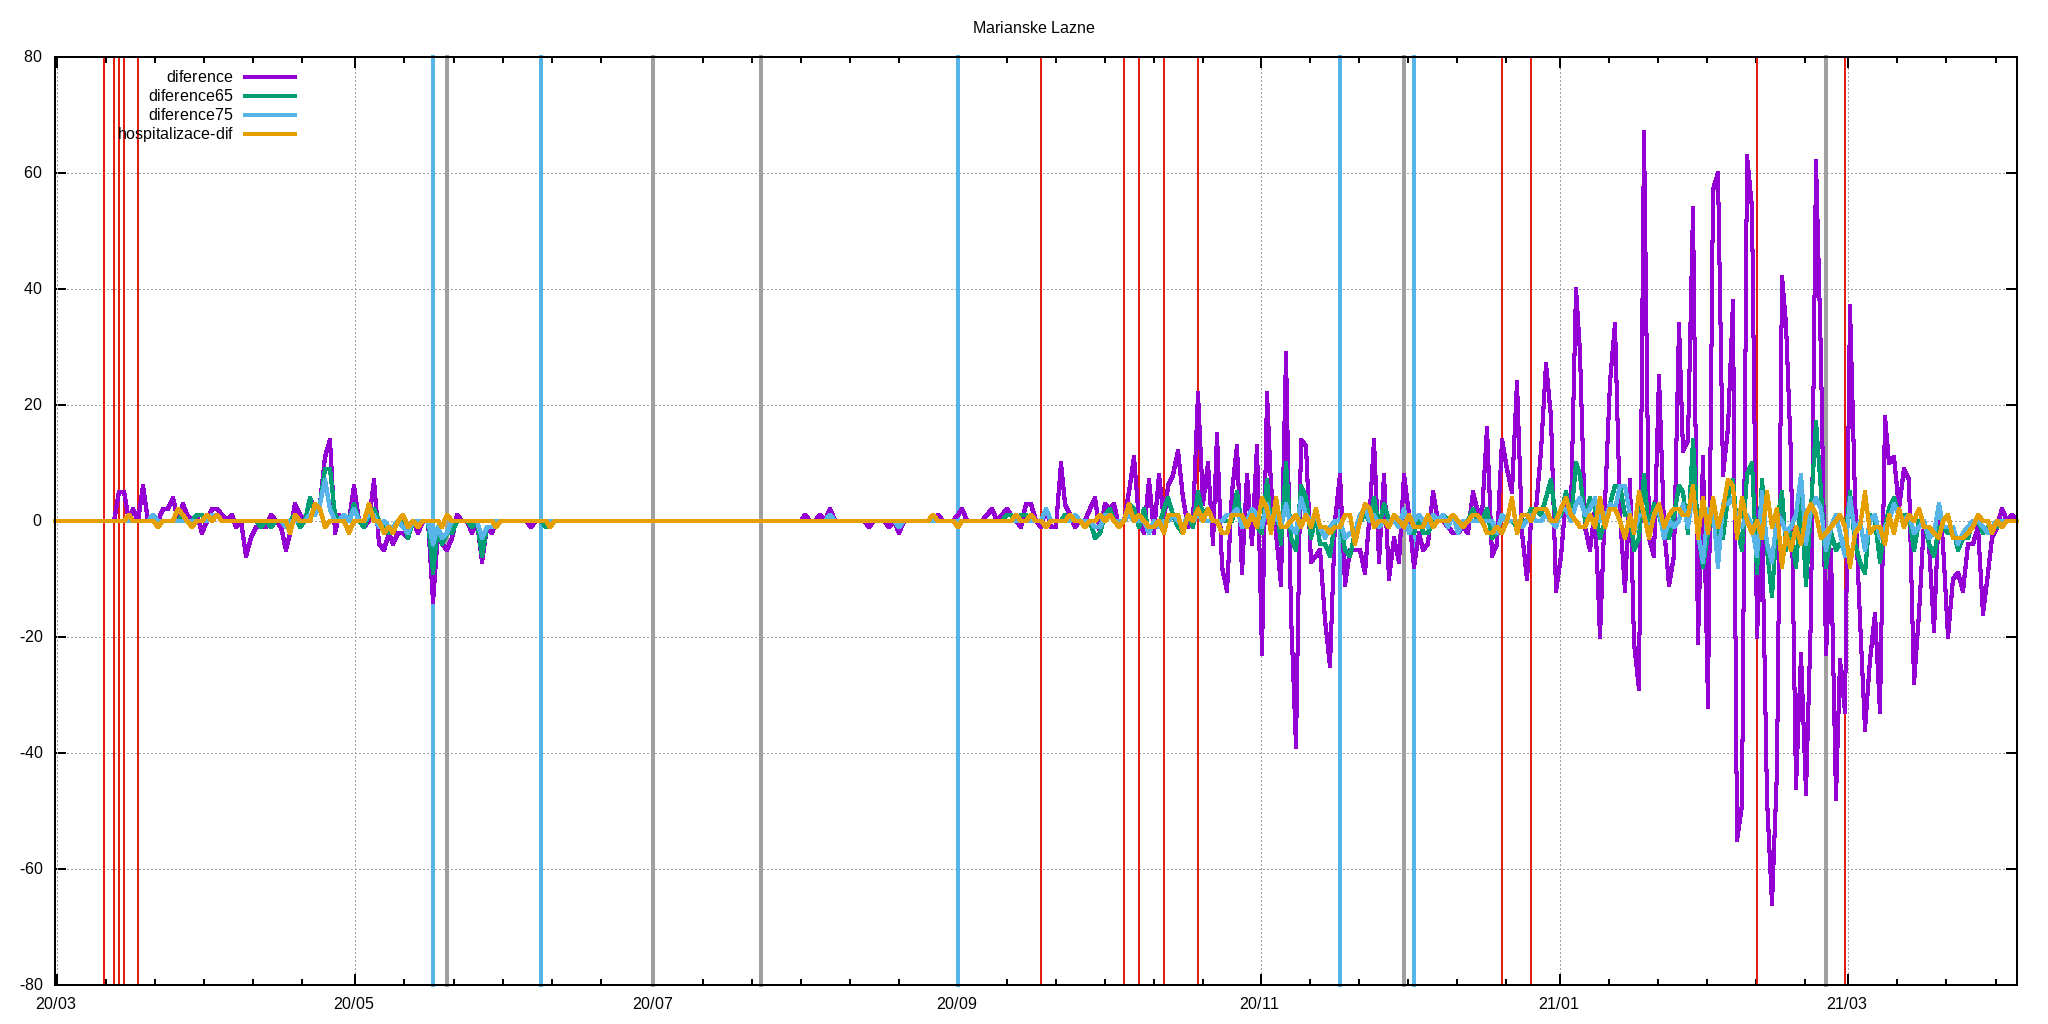 Marianske Lazne
diference
diference65
diference75
hospitalizace-dif
80
60
40
20
0
-20
-40
-60
-80
20/03 20/05 20/07 20/09 20/11 21/01 21/03